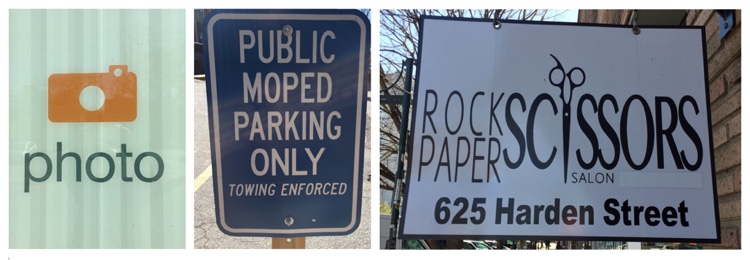 photo
PUBLIC
MOPED
PARKING
ONLY
TOWING ENFORCED
ROCK
PAPER
SCISSORS
SALON
625 Harden Street